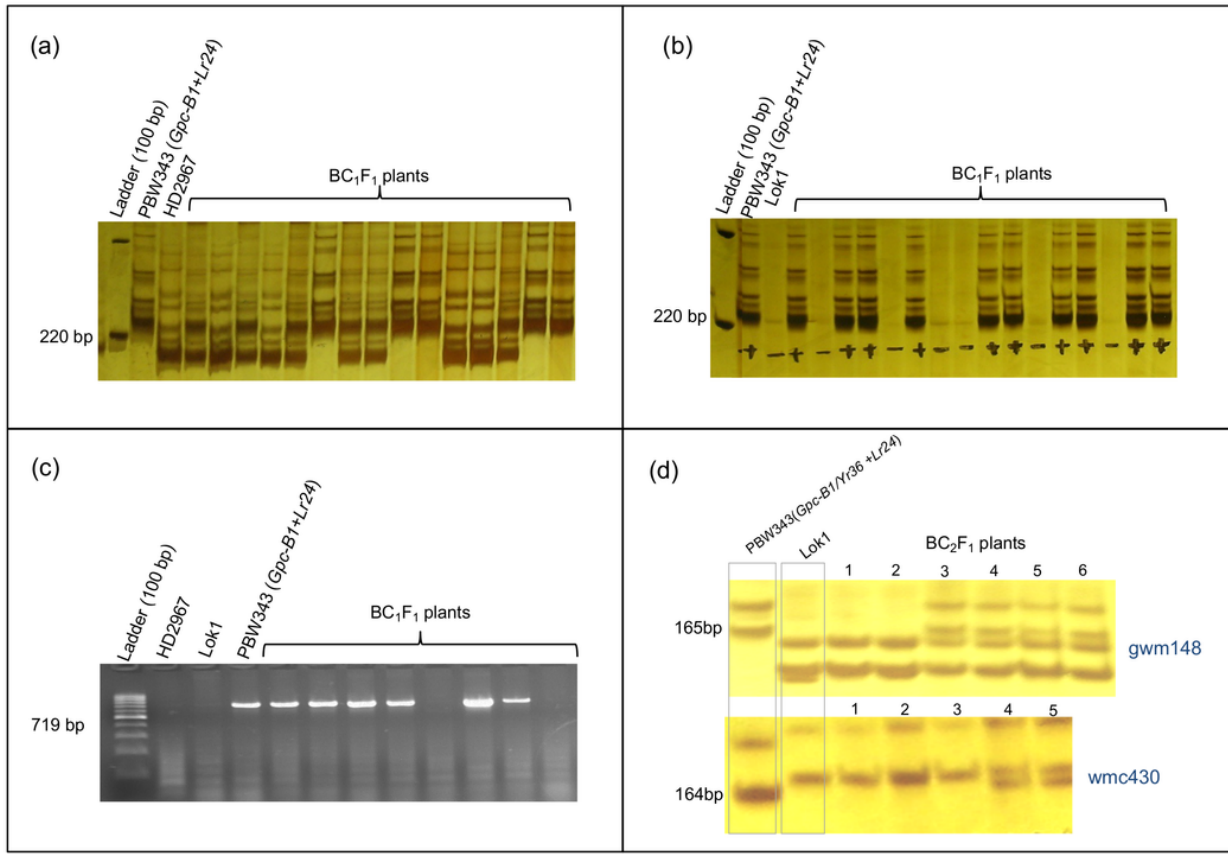 (a)
Ladder (100 bp)
PBW343 (Gpc-B1+Lr24)
HD2967
BC₁F₁ plants
220 bp
(b)
Ladder (100 bp)
PBW343 (Gpc-B1+Lr24)
Lok1
BC₁F₁ plants
220 bp
+ - + - + + - + - - + + - + + - + +
(c)
Ladder (100 bp)
HD2967
Lok1
PBW343 (Gpc-B1+Lr24)
BC₁F₁ plants
719 bp
(d)
PBW343(Gpc-B1/Yr36 +Lr24)
Lok1
BC₂F₁ plants
1 2 3 4 5 6
165bp
gwm148
1 2 3 4 5
164bp
wmc430